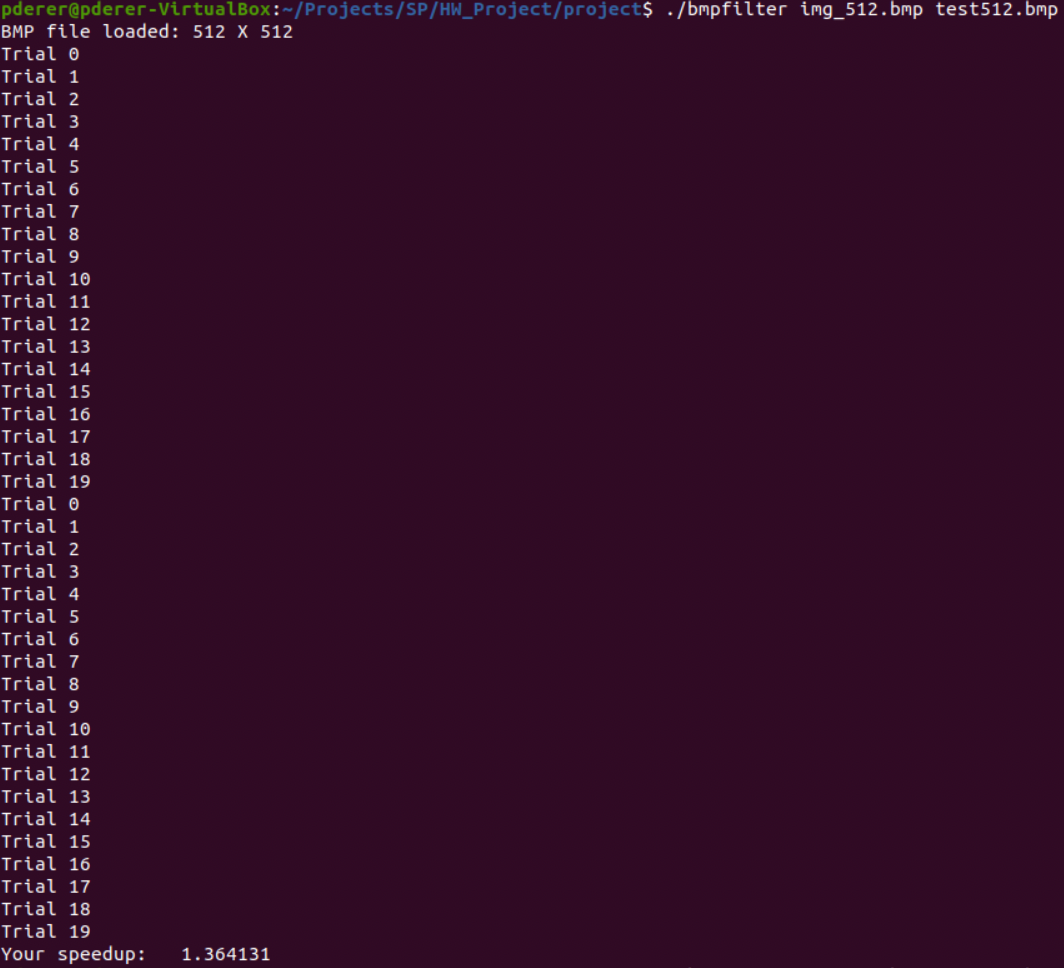 pderer@pderer-VirtualBox:~/Projects/SP/HW_Project/project$ ./bmpfilter img_512.bmp test512.bmp
BMP file loaded: 512 X 512
Trial 0
Trial 1
Trial 2
Trial 3
Trial 4
Trial 5
Trial 6
Trial 7
Trial 8
Trial 9
Trial 10
Trial 11
Trial 12
Trial 13
Trial 14
Trial 15
Trial 16
Trial 17
Trial 18
Trial 19
Trial 0
Trial 1
Trial 2
Trial 3
Trial 4
Trial 5
Trial 6
Trial 7
Trial 8
Trial 9
Trial 10
Trial 11
Trial 12
Trial 13
Trial 14
Trial 15
Trial 16
Trial 17
Trial 18
Trial 19
Your speedup:   1.364131